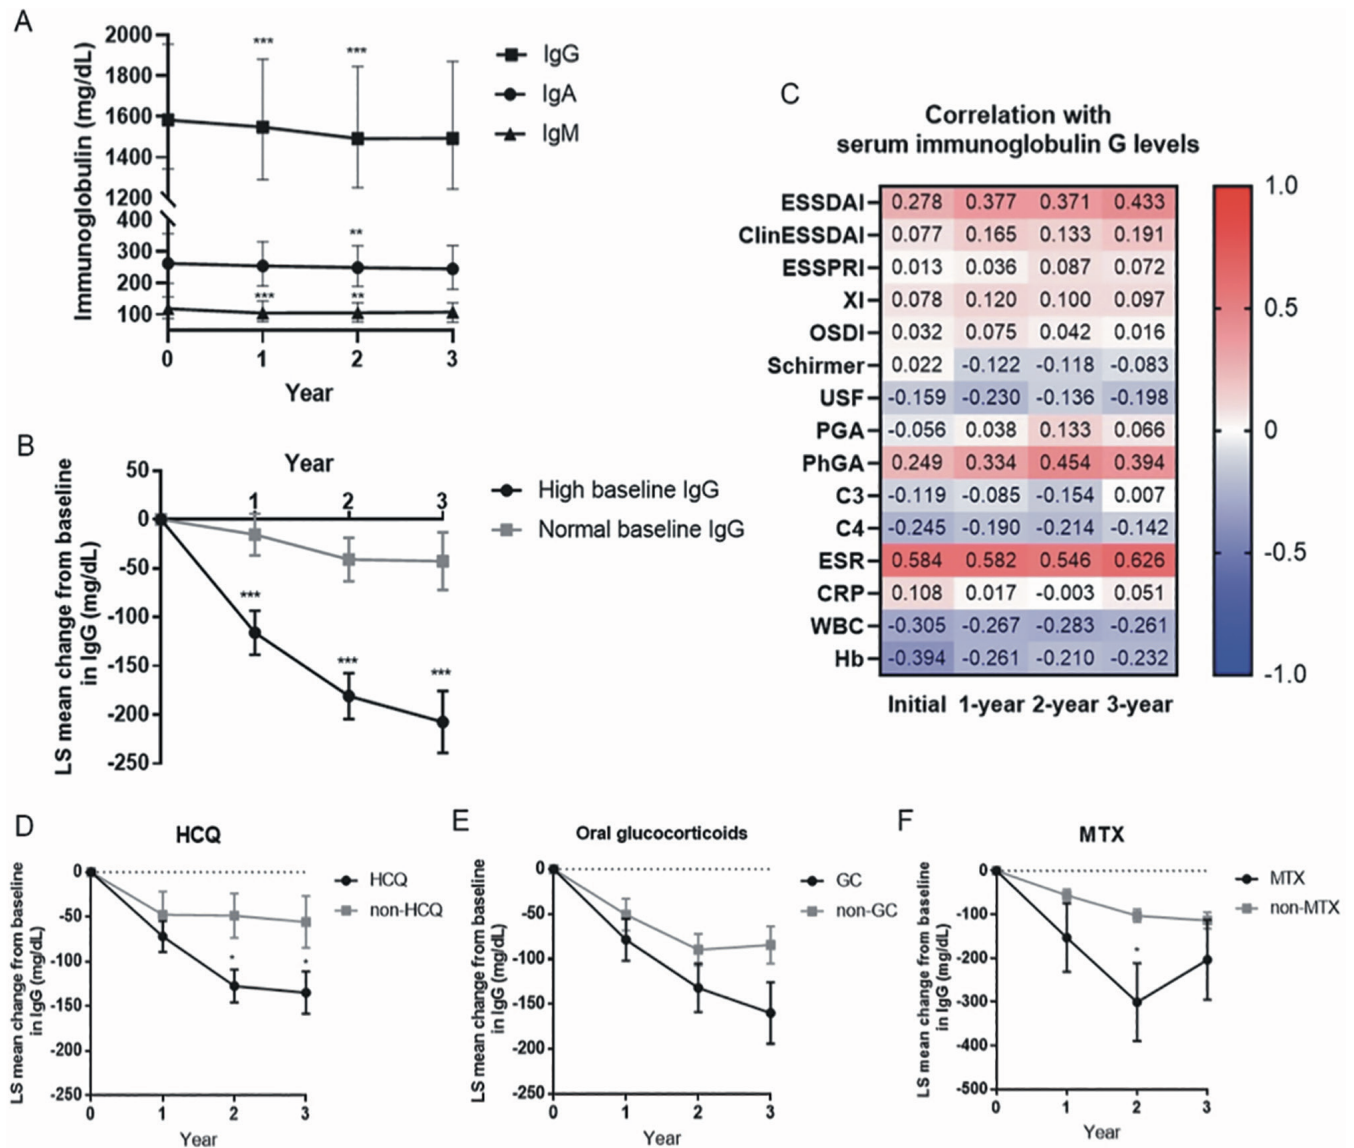 A
2000
1800
1600
1400
1200
400
300
200
100
Immunoglobulin (mg/dL)
*** ***
**
*** **
0 1 2 3
Year
IgG
IgA
IgM
B
Year
50
0
-50
-100
-150
-200
-250
LS mean change from baseline
in IgG (mg/dL)
1 2 3
***
***
***
High baseline IgG
Normal baseline IgG
C
Correlation with
serum immunoglobulin G levels
ESSDAI 0.278 0.377 0.371 0.433
ClinESSDAI 0.077 0.165 0.133 0.191
ESSPRI 0.013 0.036 0.087 0.072
XI 0.078 0.120 0.100 0.097
OSDI 0.032 0.075 0.042 0.016
Schirmer 0.022 -0.122 -0.118 -0.083
USF -0.159 -0.230 -0.136 -0.198
PGA -0.056 0.038 0.133 0.066
PhGA 0.249 0.334 0.454 0.394
C3 -0.119 -0.085 -0.154 0.007
C4 -0.245 -0.190 -0.214 -0.142
ESR 0.584 0.582 0.546 0.626
CRP 0.108 0.017 -0.003 0.051
WBC -0.305 -0.267 -0.283 -0.261
Hb -0.394 -0.261 -0.210 -0.232
Initial 1-year 2-year 3-year
1.0
0.5
0
-0.5
-1.0
D
HCQ
0
-50
-100
-150
-200
-250
LS mean change from baseline
in IgG (mg/dL)
* *
0 1 2 3
Year
HCQ
non-HCQ
E
Oral glucocorticoids
0
-50
-100
-150
-200
-250
LS mean change from baseline
in IgG (mg/dL)
0 1 2 3
Year
GC
non-GC
F
MTX
0
-100
-200
-300
-400
-500
LS mean change from baseline
in IgG (mg/dL)
*
0 1 2 3
Year
MTX
non-MTX